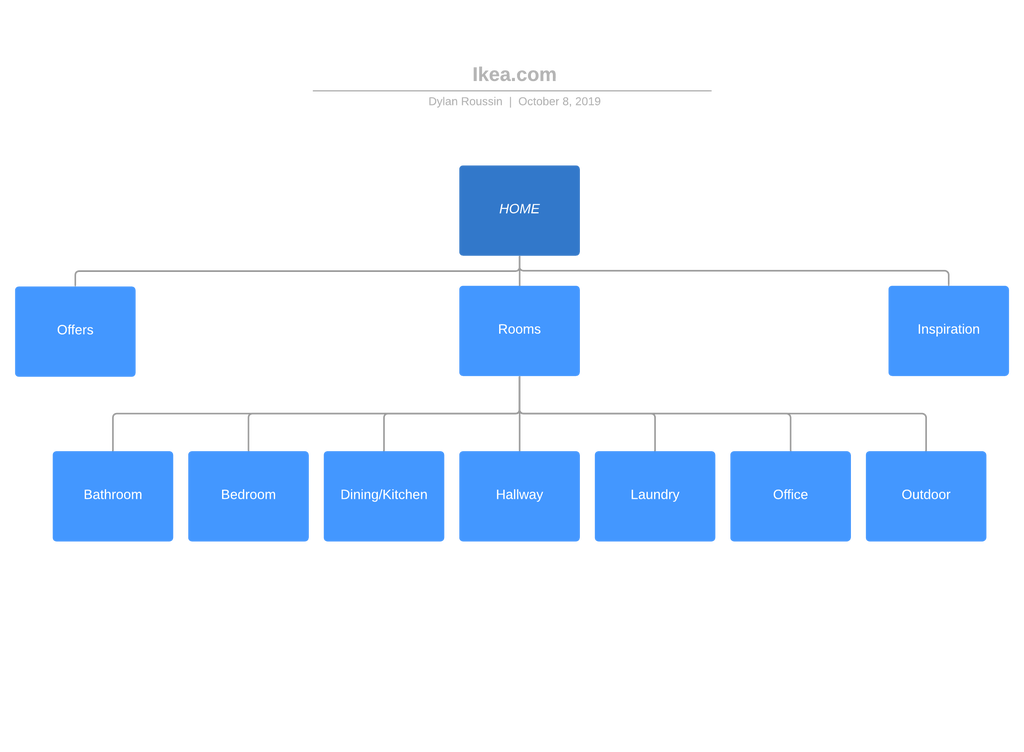 Ikea.com
Dylan Roussin | October 8, 2019
HOME
Offers
Rooms
Inspiration
Bathroom
Bedroom
Dining/Kitchen
Hallway
Laundry
Office
Outdoor